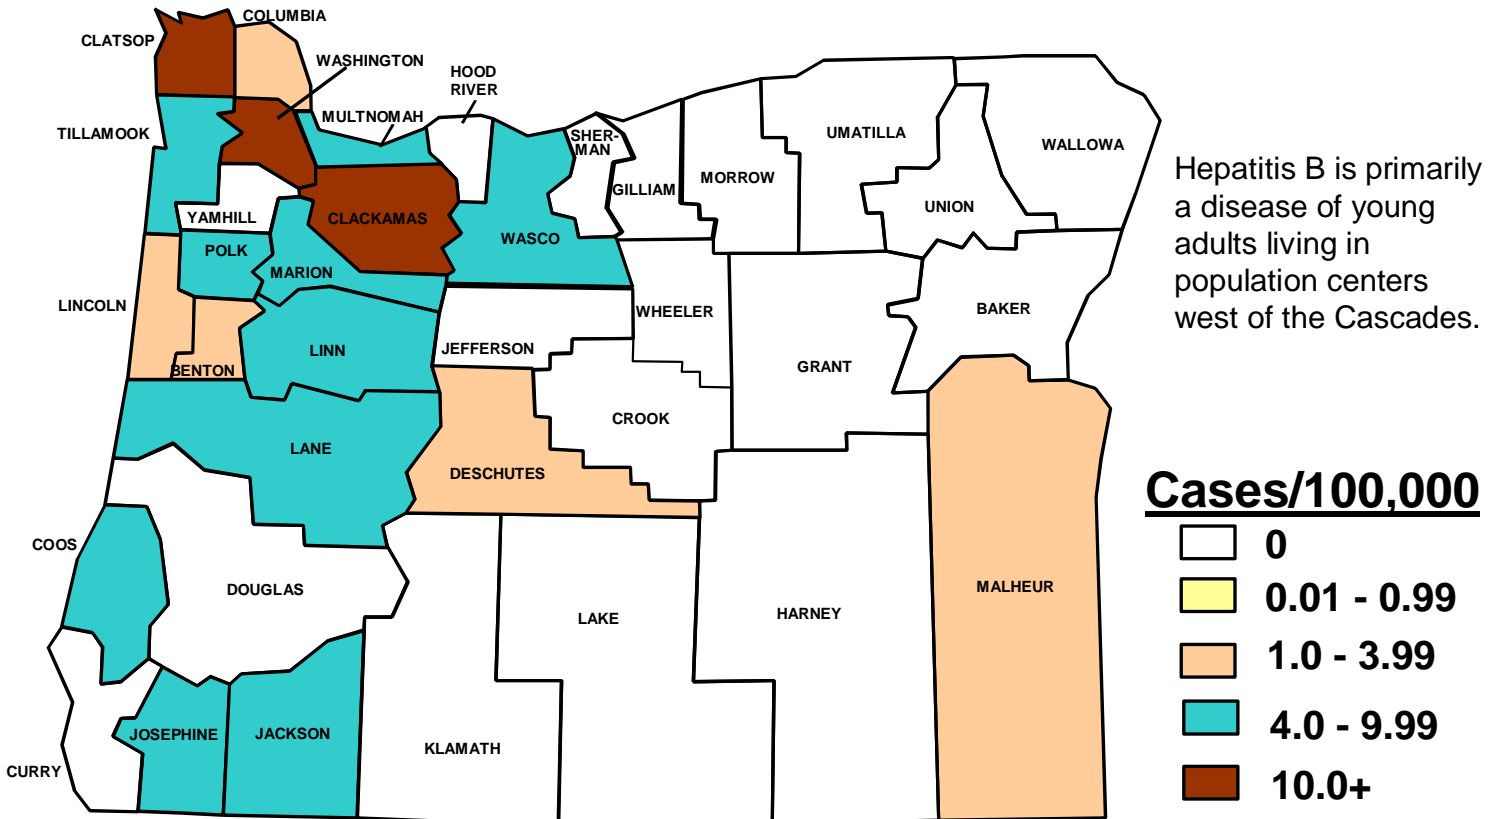 COLUMBIA
CLATSOP
WASHINGTON
HOOD
RIVER
MULTNOMAH
TILLAMOOK
SHER-
MAN
UMATILLA
WALLOWA
GILLIAM
MORROW
UNION
YAMHILL
CLACKAMAS
WASCO
POLK
MARION
LINCOLN
WHEELER
BAKER
LINN
JEFFERSON
BENTON
GRANT
CROOK
LANE
DESCHUTES
COOS
DOUGLAS
LAKE
HARNEY
MALHEUR
JOSEPHINE
JACKSON
KLAMATH
CURRY
Hepatitis B is primarily
a disease of young
adults living in
population centers
west of the Cascades.
Cases/100,000
0
0.01 - 0.99
1.0 - 3.99
4.0 - 9.99
10.0+